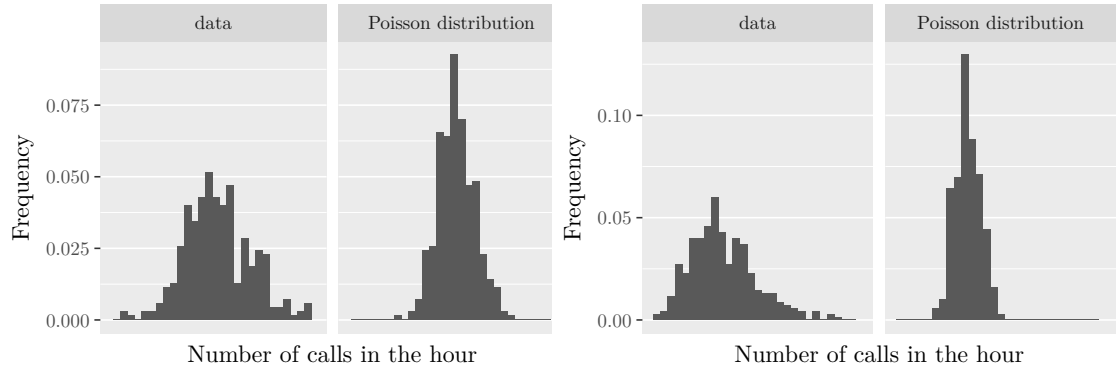 data
Poisson distribution
0.075
0.050
0.025
0.000
Frequency
Number of calls in the hour
data
Poisson distribution
0.10
0.05
0.00
Frequency
Number of calls in the hour